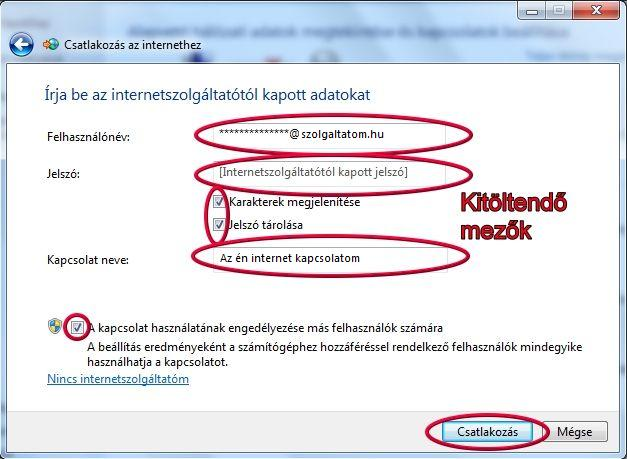 Csatlakozás az internethez
Írja be az internetszolgáltatótól kapott adatokat
Felhasználónév: **************@szolgaltatom.hu
Jelszó: [Internetszolgáltatótól kapott jelszó]
Karakterek megjelenítése
Jelszó tárolása
Kitöltendő
mezők
Kapcsolat neve: Az én internet kapcsolatom
A kapcsolat használatának engedélyezése más felhasználók számára
A beállítás eredményeként a számítógéphez hozzáféréssel rendelkező felhasználók mindegyike
használhatja a kapcsolatot.
Nincs internetszolgáltatóm
Csatlakozás Mégse